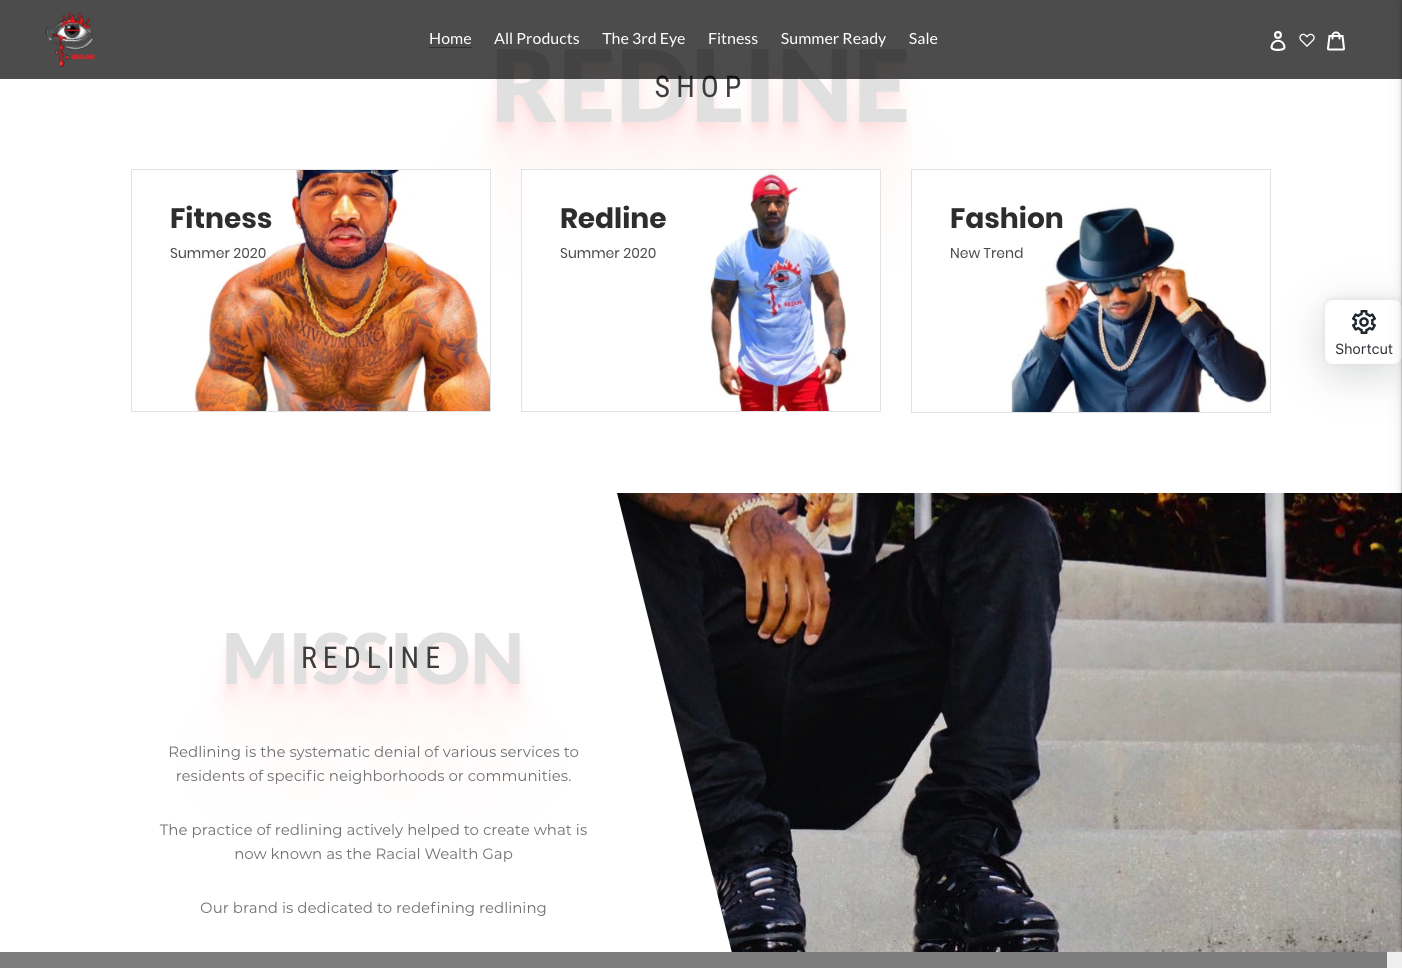 Home All Products The 3rd Eye Fitness Summer Ready Sale
REDLINE
SHOP
Fitness
Summer 2020
Redline
Summer 2020
Fashion
New Trend
Shortcut
MISSION
REDLINE
Redlining is the systematic denial of various services to
residents of specific neighborhoods or communities.
The practice of redlining actively helped to create what is
now known as the Racial Wealth Gap
Our brand is dedicated to redefining redlining